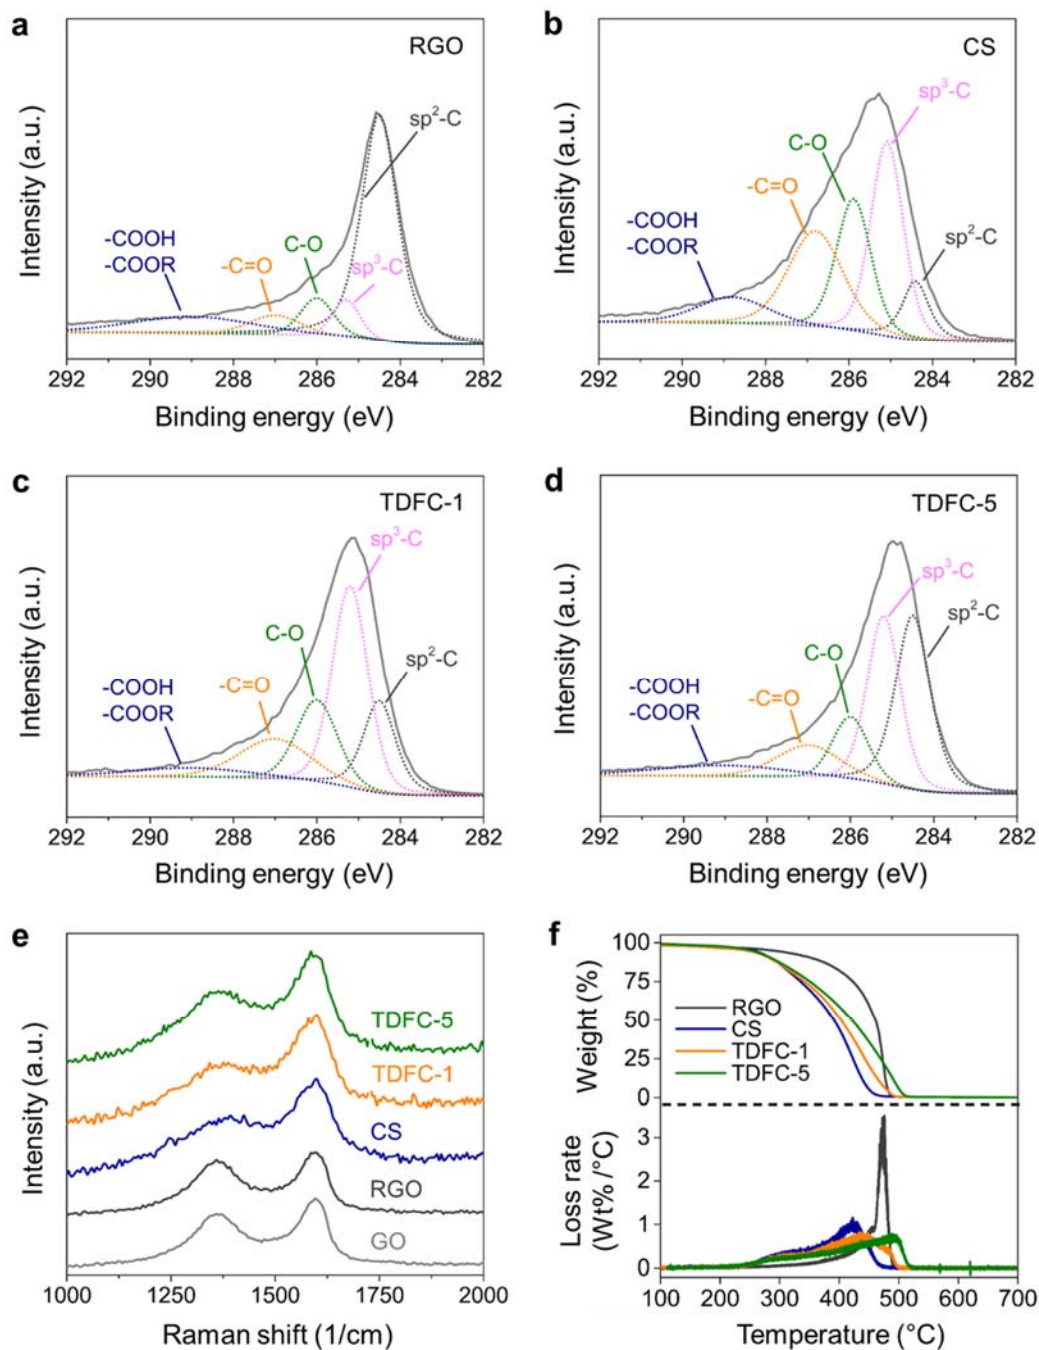 a
RGO
sp²-C
-COOH
-COOR
-C=O
C-O
sp³-C
Intensity (a.u.)
292 290 288 286 284 282
Binding energy (eV)
b
CS
sp³-C
C-O
-C=O
-COOH
-COOR
sp²-C
Intensity (a.u.)
292 290 288 286 284 282
Binding energy (eV)
c
TDFC-1
sp³-C
C-O
sp²-C
-COOH
-COOR
-C=O
Intensity (a.u.)
292 290 288 286 284 282
Binding energy (eV)
d
TDFC-5
sp³-C
sp²-C
C-O
-COOH
-COOR
-C=O
Intensity (a.u.)
292 290 288 286 284 282
Binding energy (eV)
e
TDFC-5
TDFC-1
CS
RGO
GO
Intensity (a.u.)
1000 1250 1500 1750 2000
Raman shift (1/cm)
f
100
75
50
25
0
Weight (%)
RGO
CS
TDFC-1
TDFC-5
3
2
1
0
Loss rate
(Wt% /°C)
100 200 300 400 500 600 700
Temperature (°C)